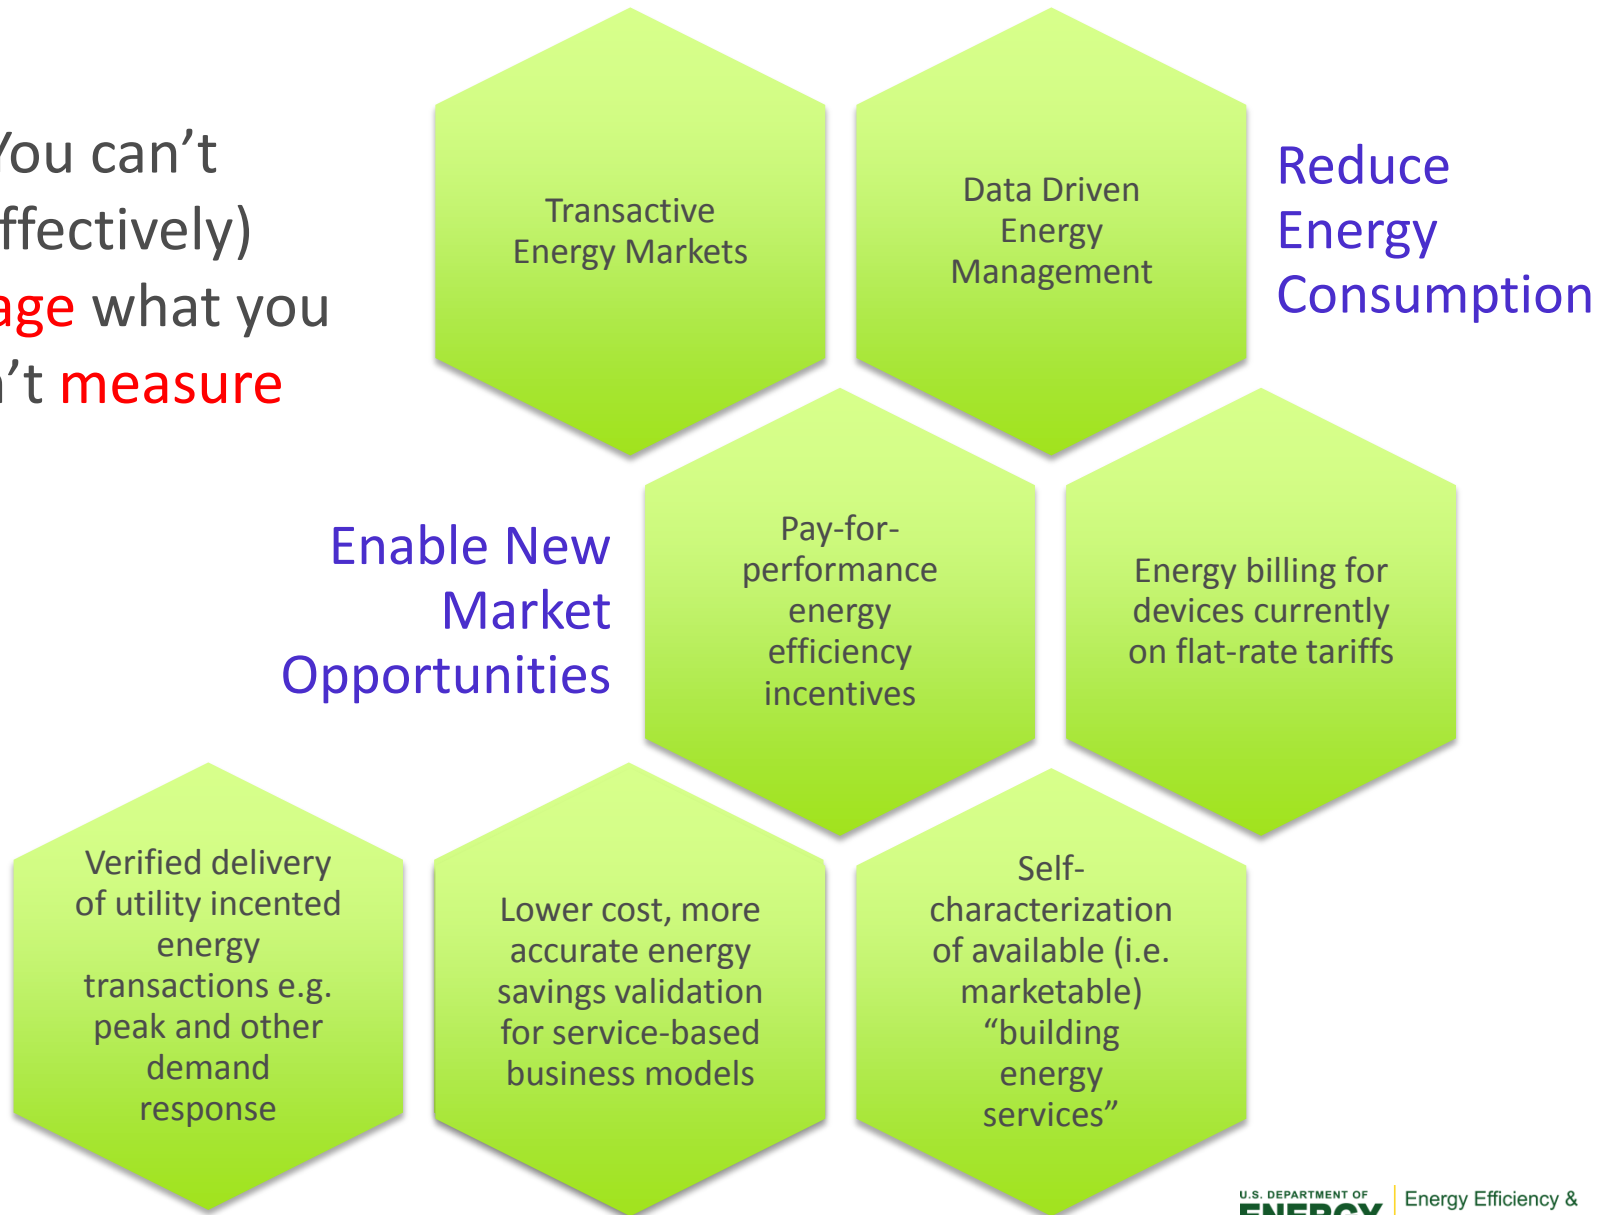 You can't
ffectively)
age what you
n't measure
Transactive
Energy Markets
Data Driven
Energy
Management
Reduce
Energy
Consumption
Enable New
Market
Opportunities
Pay-for-
performance
energy
efficiency
incentives
Energy billing for
devices currently
on flat-rate tariffs
Verified delivery
of utility incented
energy
transactions e.g.
peak and other
demand
response
Lower cost, more
accurate energy
savings validation
for service-based
business models
Self-
characterization
of available (i.e.
marketable)
“building
energy
services”
U.S. DEPARTMENT OF
ENERGY
Energy Efficiency &